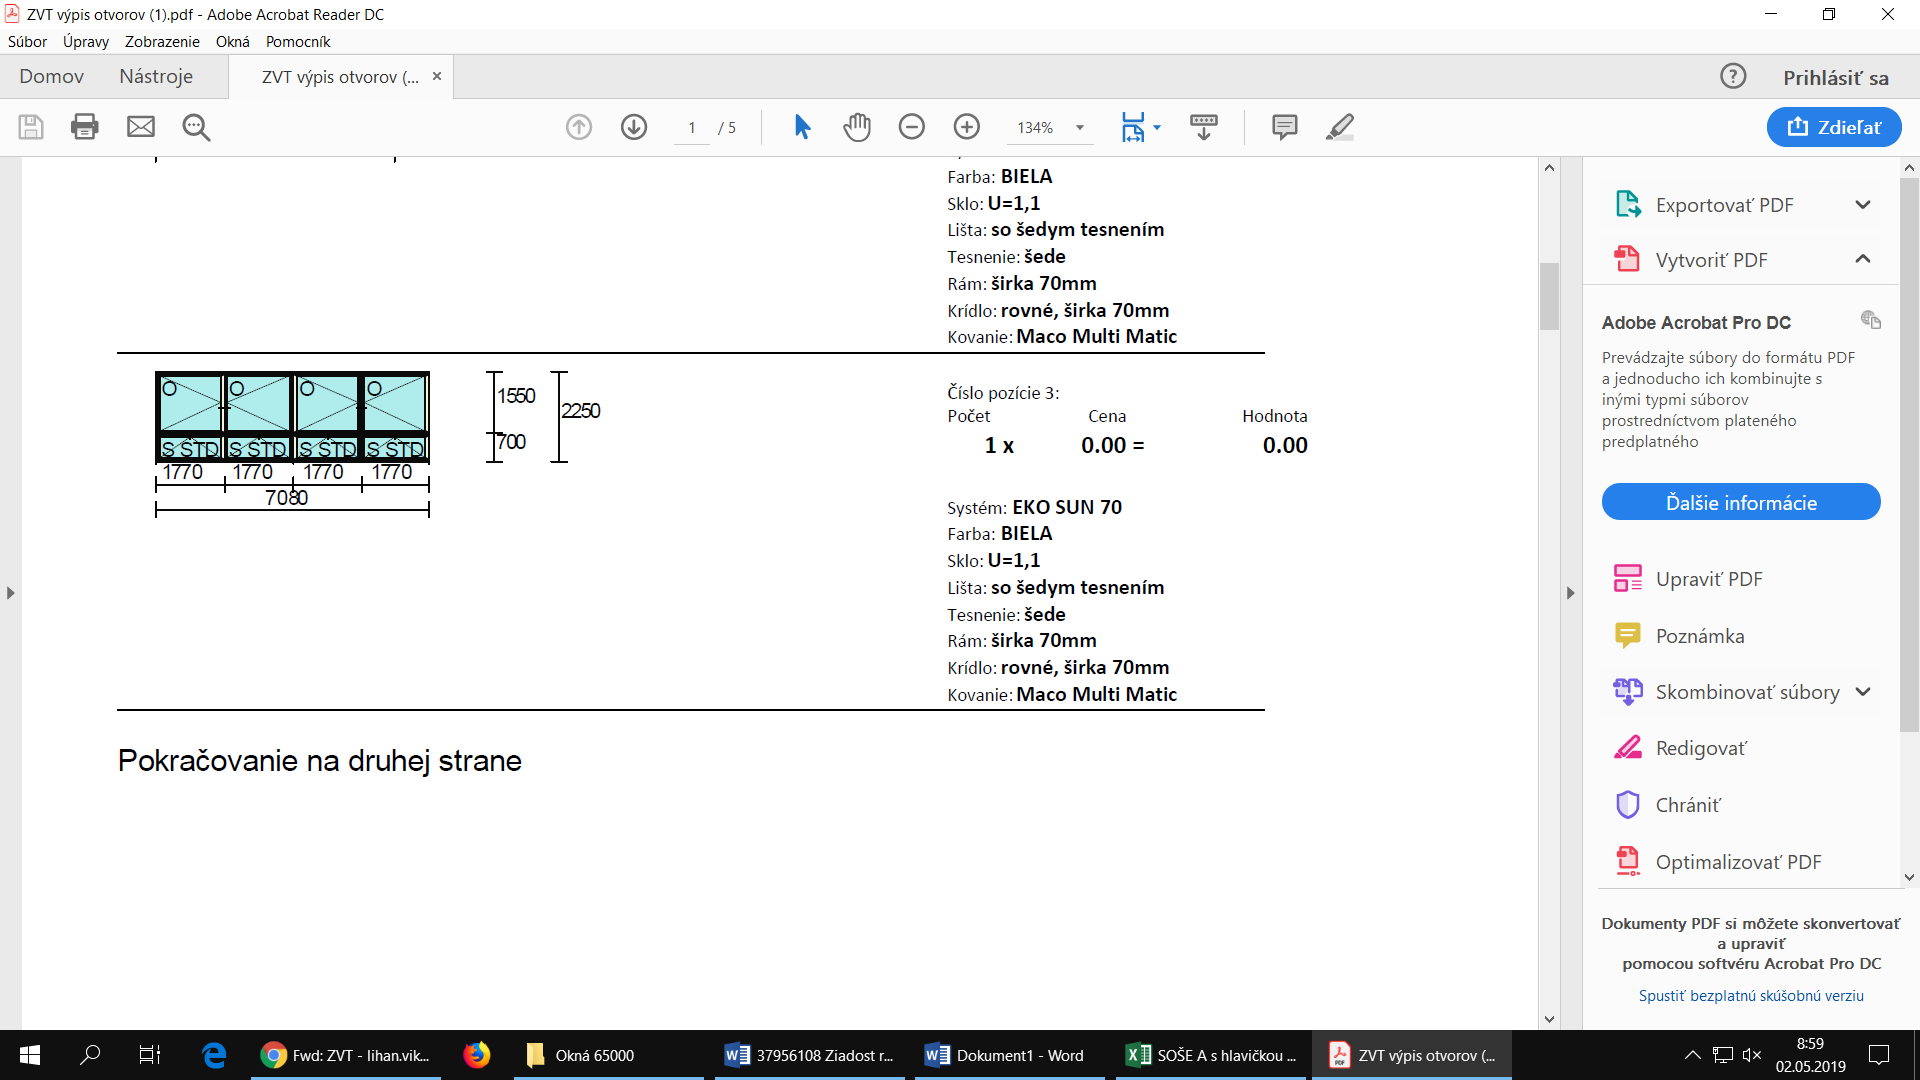 ZVT výpis otvorov (1).pdf - Adobe Acrobat Reader DC
Súbor Úpravy Zobrazenie Okná Pomocník
Domov Nástroje ZVT výpis otvorov (... × Prihlásiť sa
1 / 5 134% Zdieľať
Farba: BIELA
Sklo: U=1,1
Lišta: so šedym tesnením
Tesnenie: šede
Rám: širka 70mm
Krídlo: rovné, širka 70mm
Kovanie: Maco Multi Matic
O O O O
S STD S STD S STD S STD
1770 1770 1770 1770
7080
1550
700
2250
Číslo pozície 3:
Počet Cena Hodnota
1 x 0.00 = 0.00
Systém: EKO SUN 70
Farba: BIELA
Sklo: U=1,1
Lišta: so šedym tesnením
Tesnenie: šede
Rám: širka 70mm
Krídlo: rovné, širka 70mm
Kovanie: Maco Multi Matic
Pokračovanie na druhej strane
Exportovať PDF
Vytvoriť PDF
Adobe Acrobat Pro DC
Prevádzajte súbory do formátu PDF
a jednoducho ich kombinujte s
inými typmi súborov
prostredníctvom plateného
predplatného
Ďalšie informácie
Upraviť PDF
Poznámka
Skombinovať súbory
Redigovať
Chrániť
Optimalizovať PDF
Dokumenty PDF si môžete skonvertovať
a upraviť
pomocou softvéru Acrobat Pro DC
Spustiť bezplatnú skúšobnú verziu
Fwd: ZVT - lihan.vik...
Okná 65000
37956108 Ziadost r...
Dokument1 - Word
SOŠE A s hlavičkou ...
ZVT výpis otvorov (...
8:59
02.05.2019